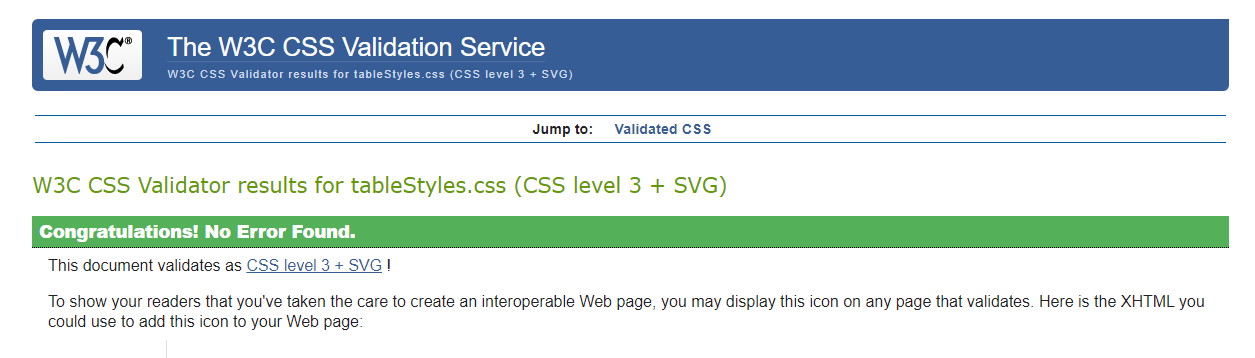 W3C®
The W3C CSS Validation Service
W3C CSS Validator results for tableStyles.css (CSS level 3 + SVG)
Jump to: Validated CSS
W3C CSS Validator results for tableStyles.css (CSS level 3 + SVG)
Congratulations! No Error Found.
This document validates as CSS level 3 + SVG !
To show your readers that you've taken the care to create an interoperable Web page, you may display this icon on any page that validates. Here is the XHTML you
could use to add this icon to your Web page: